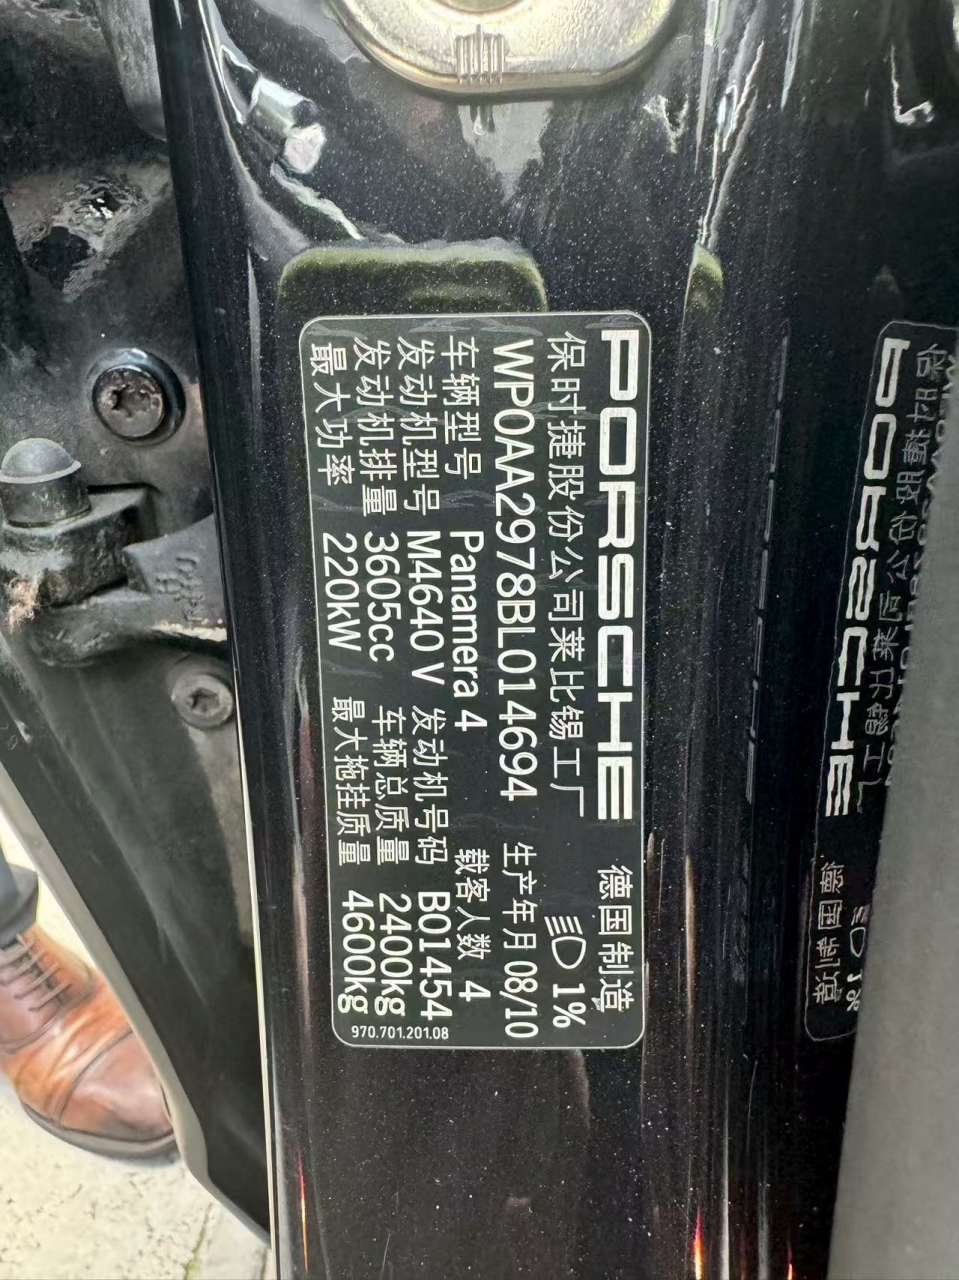 PORSCHE 德国制造
保时捷股份公司莱比锡工厂 1%
WP0AA2978BL014694 生产年月 08/10
车辆型号 Panamera 4 载客人数 4
发动机型号 M4640 V 发动机号码 B01454
发动机排量 3605cc 车辆总质量 2400kg
最大功率 220kW 最大拖挂质量 4600kg
970.701.201.08